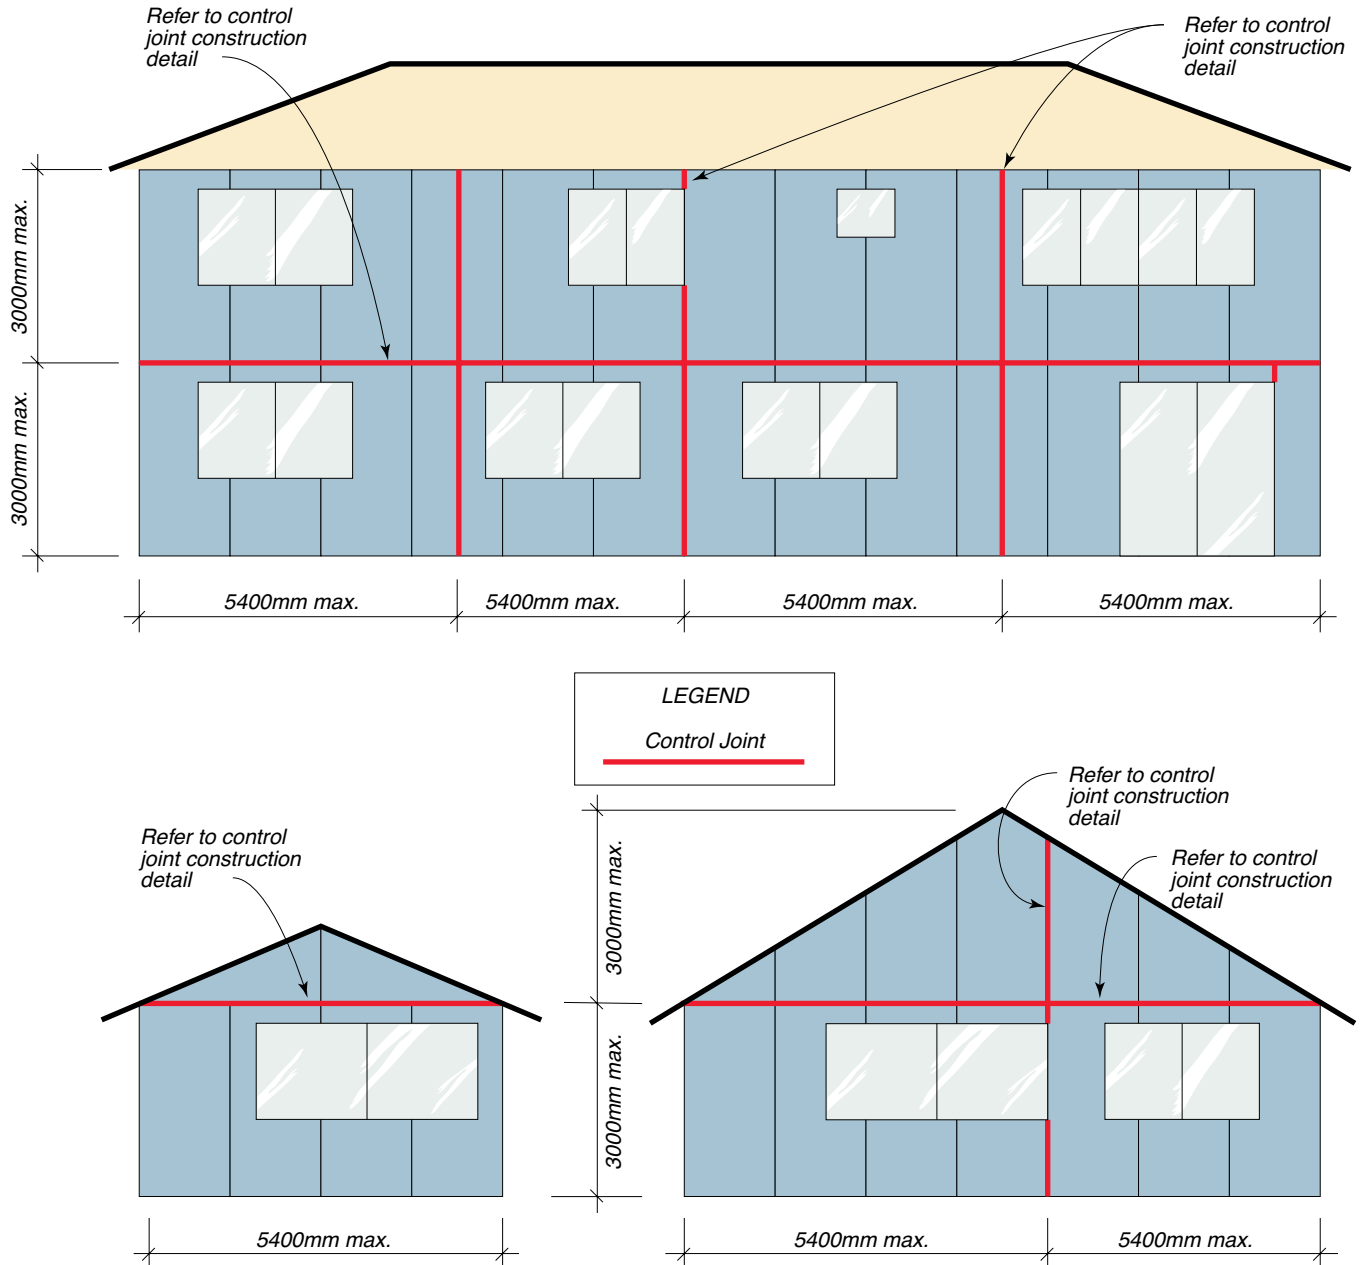 Refer to control
joint construction
detail
Refer to control
joint construction
detail
3000mm max.
3000mm max.
5400mm max.
5400mm max.
5400mm max.
5400mm max.
LEGEND
Control Joint
Refer to control
joint construction
detail
Refer to control
joint construction
detail
Refer to control
joint construction
detail
3000mm max.
3000mm max.
5400mm max.
5400mm max.
5400mm max.